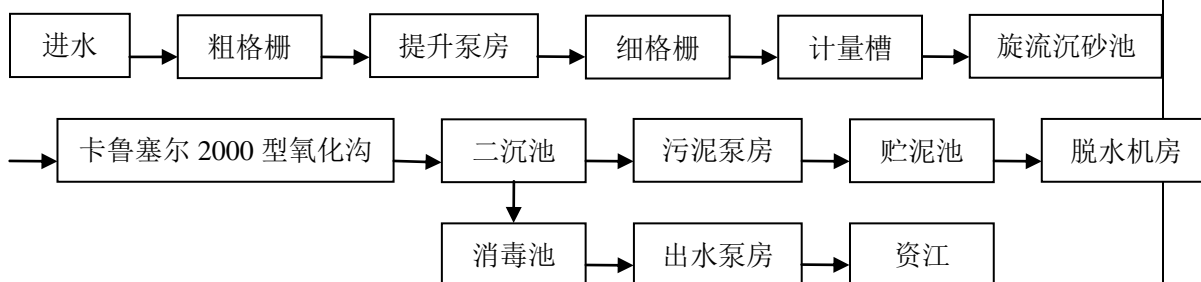 进水 粗格栅 提升泵房 细格栅 计量槽 旋流沉砂池
卡鲁塞尔 2000 型氧化沟 二沉池 污泥泵房 贮泥池 脱水机房
消毒池 出水泵房 资江